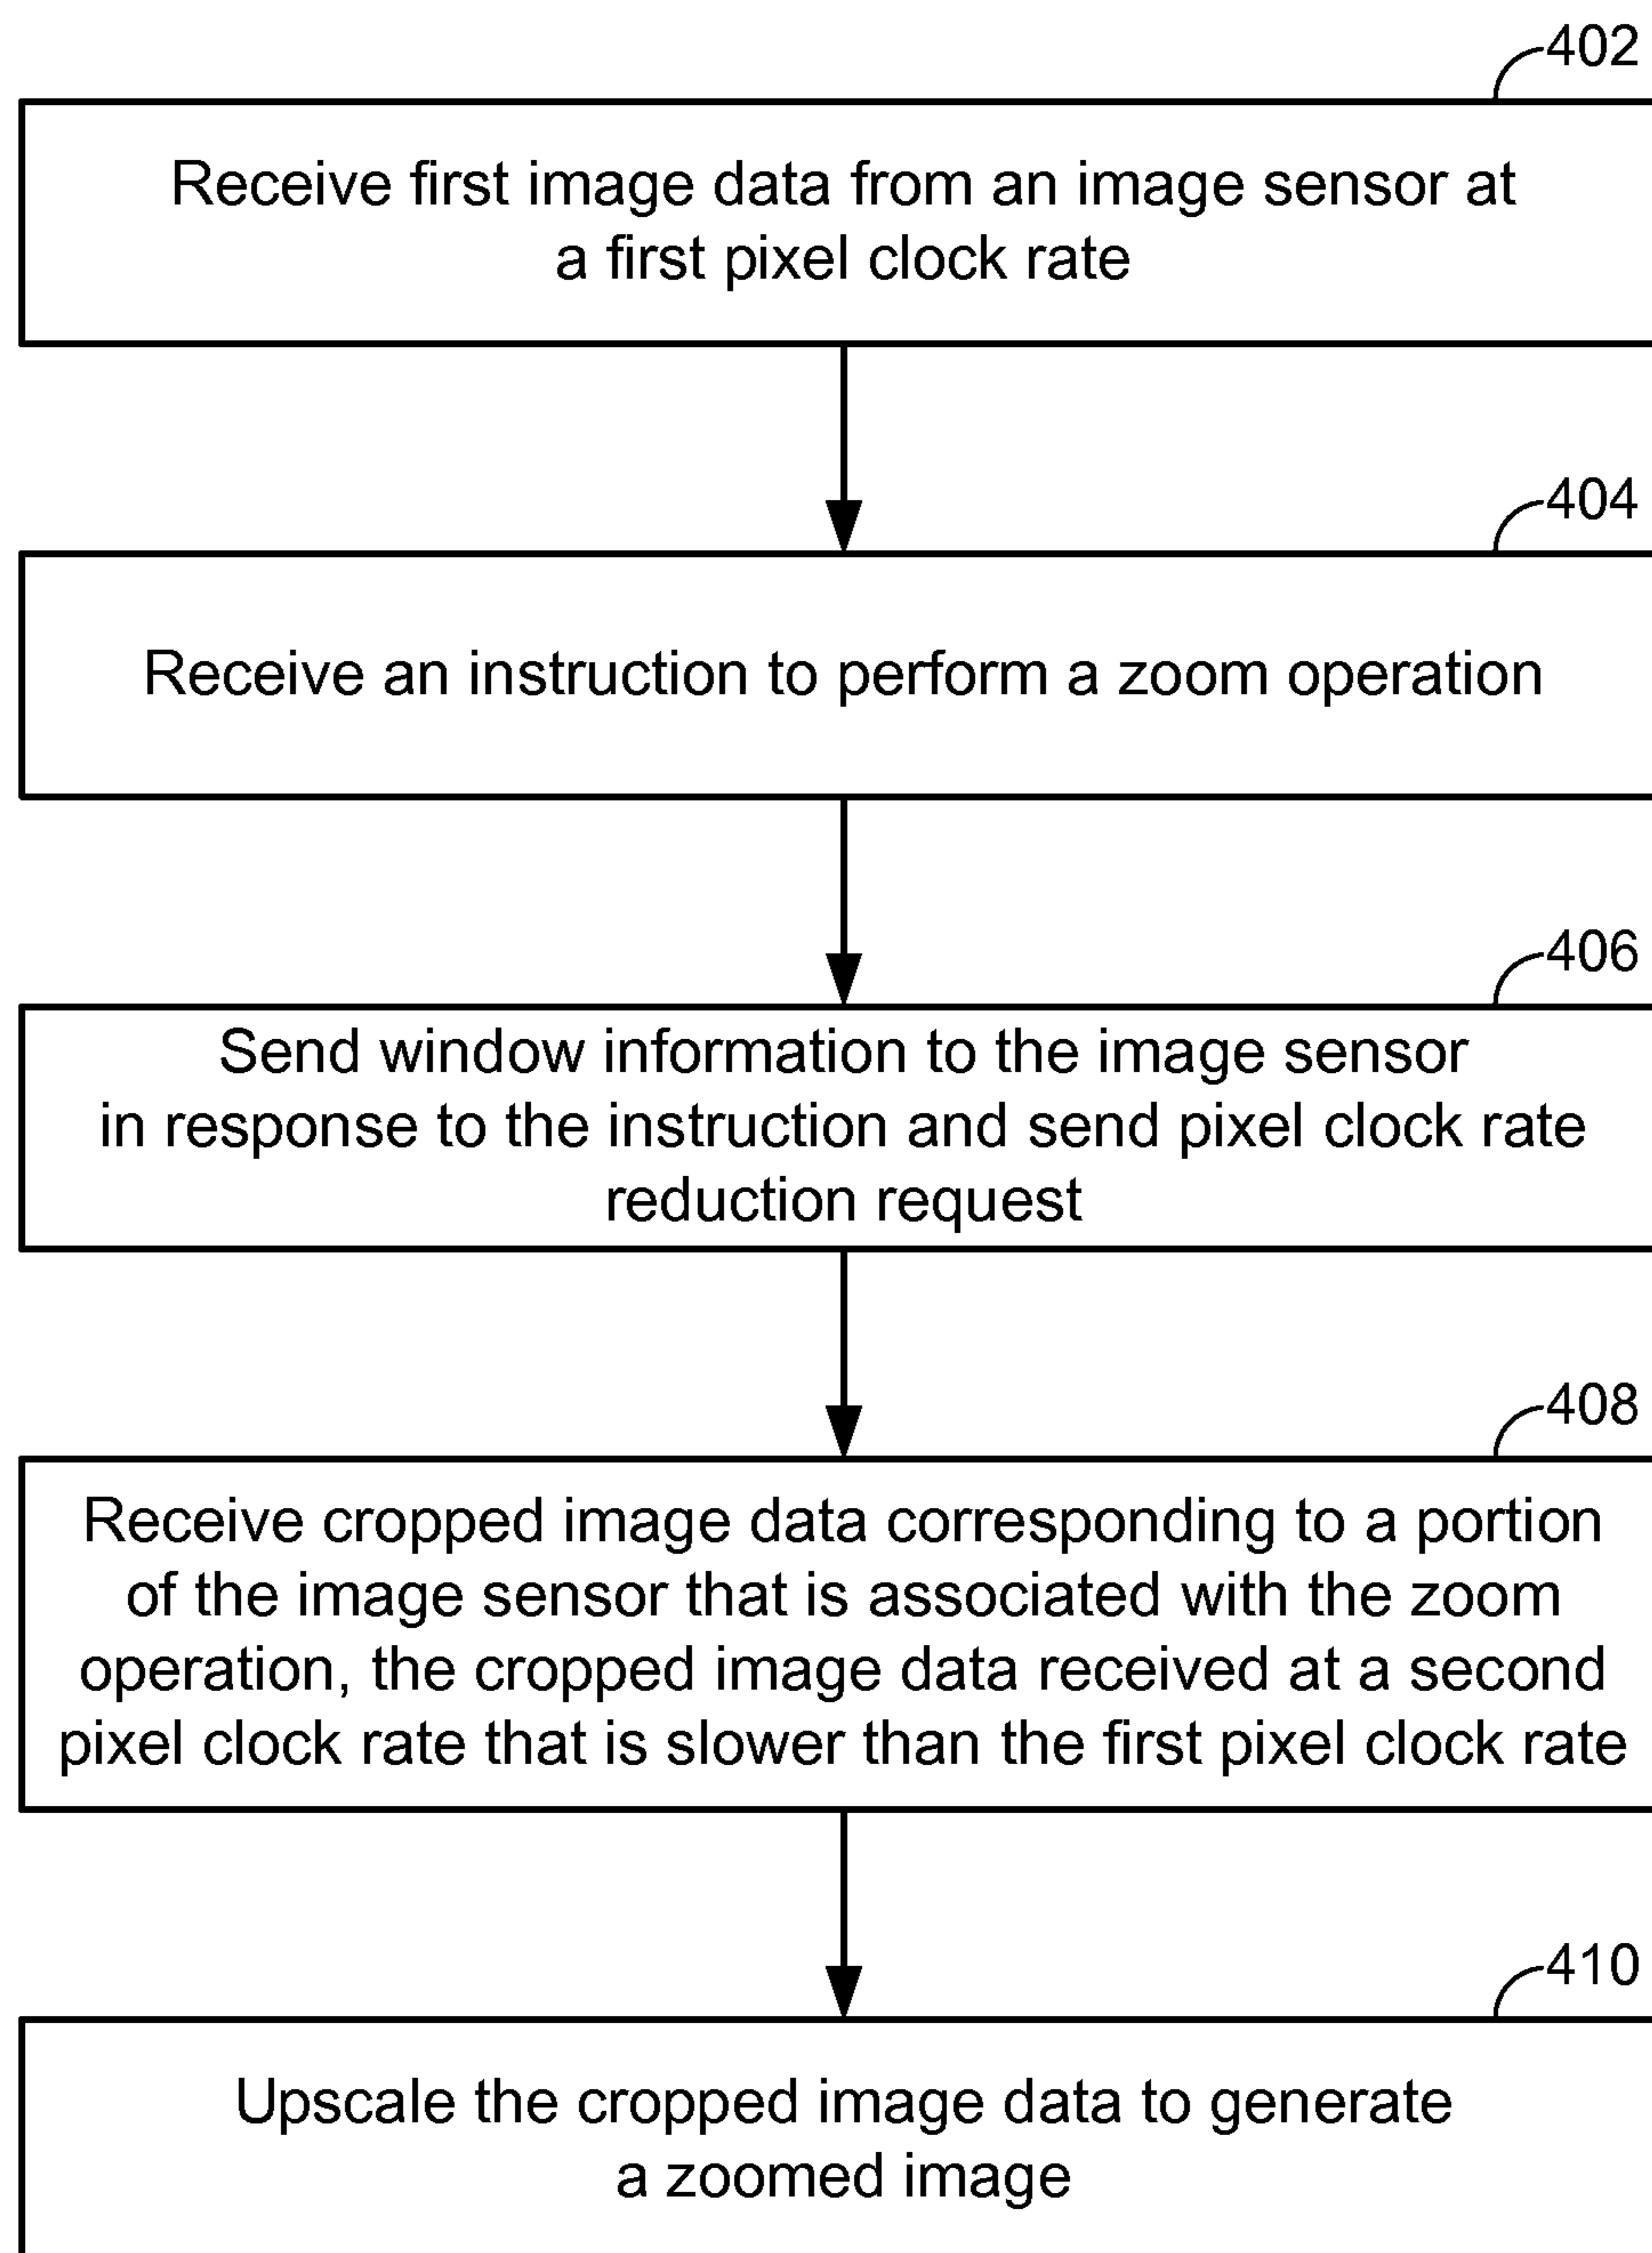 402
Receive first image data from an image sensor at
a first pixel clock rate
404
Receive an instruction to perform a zoom operation
406
Send window information to the image sensor
in response to the instruction and send pixel clock rate
reduction request
408
Receive cropped image data corresponding to a portion
of the image sensor that is associated with the zoom
operation, the cropped image data received at a second
pixel clock rate that is slower than the first pixel clock rate
410
Upscale the cropped image data to generate
a zoomed image